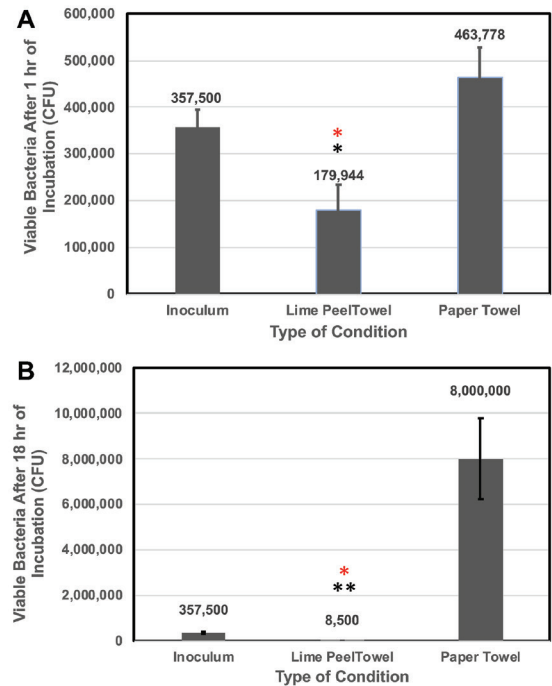 A
600,000
500,000
400,000
300,000
200,000
100,000
0
Viable Bacteria After 1 hr of
Incubation (CFU)
357,500
*
*
179,944
463,778
Inoculum
Lime PeelTowel
Paper Towel
Type of Condition
B
12,000,000
10,000,000
8,000,000
6,000,000
4,000,000
2,000,000
0
Viable Bacteria After 18 hr of
Incubation (CFU)
357,500
*
**
8,500
8,000,000
Inoculum
Lime PeelTowel
Paper Towel
Type of Condition